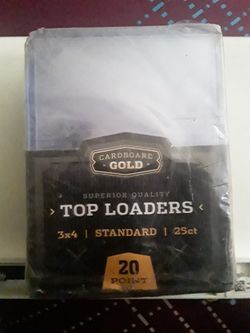 CARDBOARD
GOLD
SUPERIOR QUALITY
TOP LOADERS
3x4 | STANDARD | 25ct
20
POINT